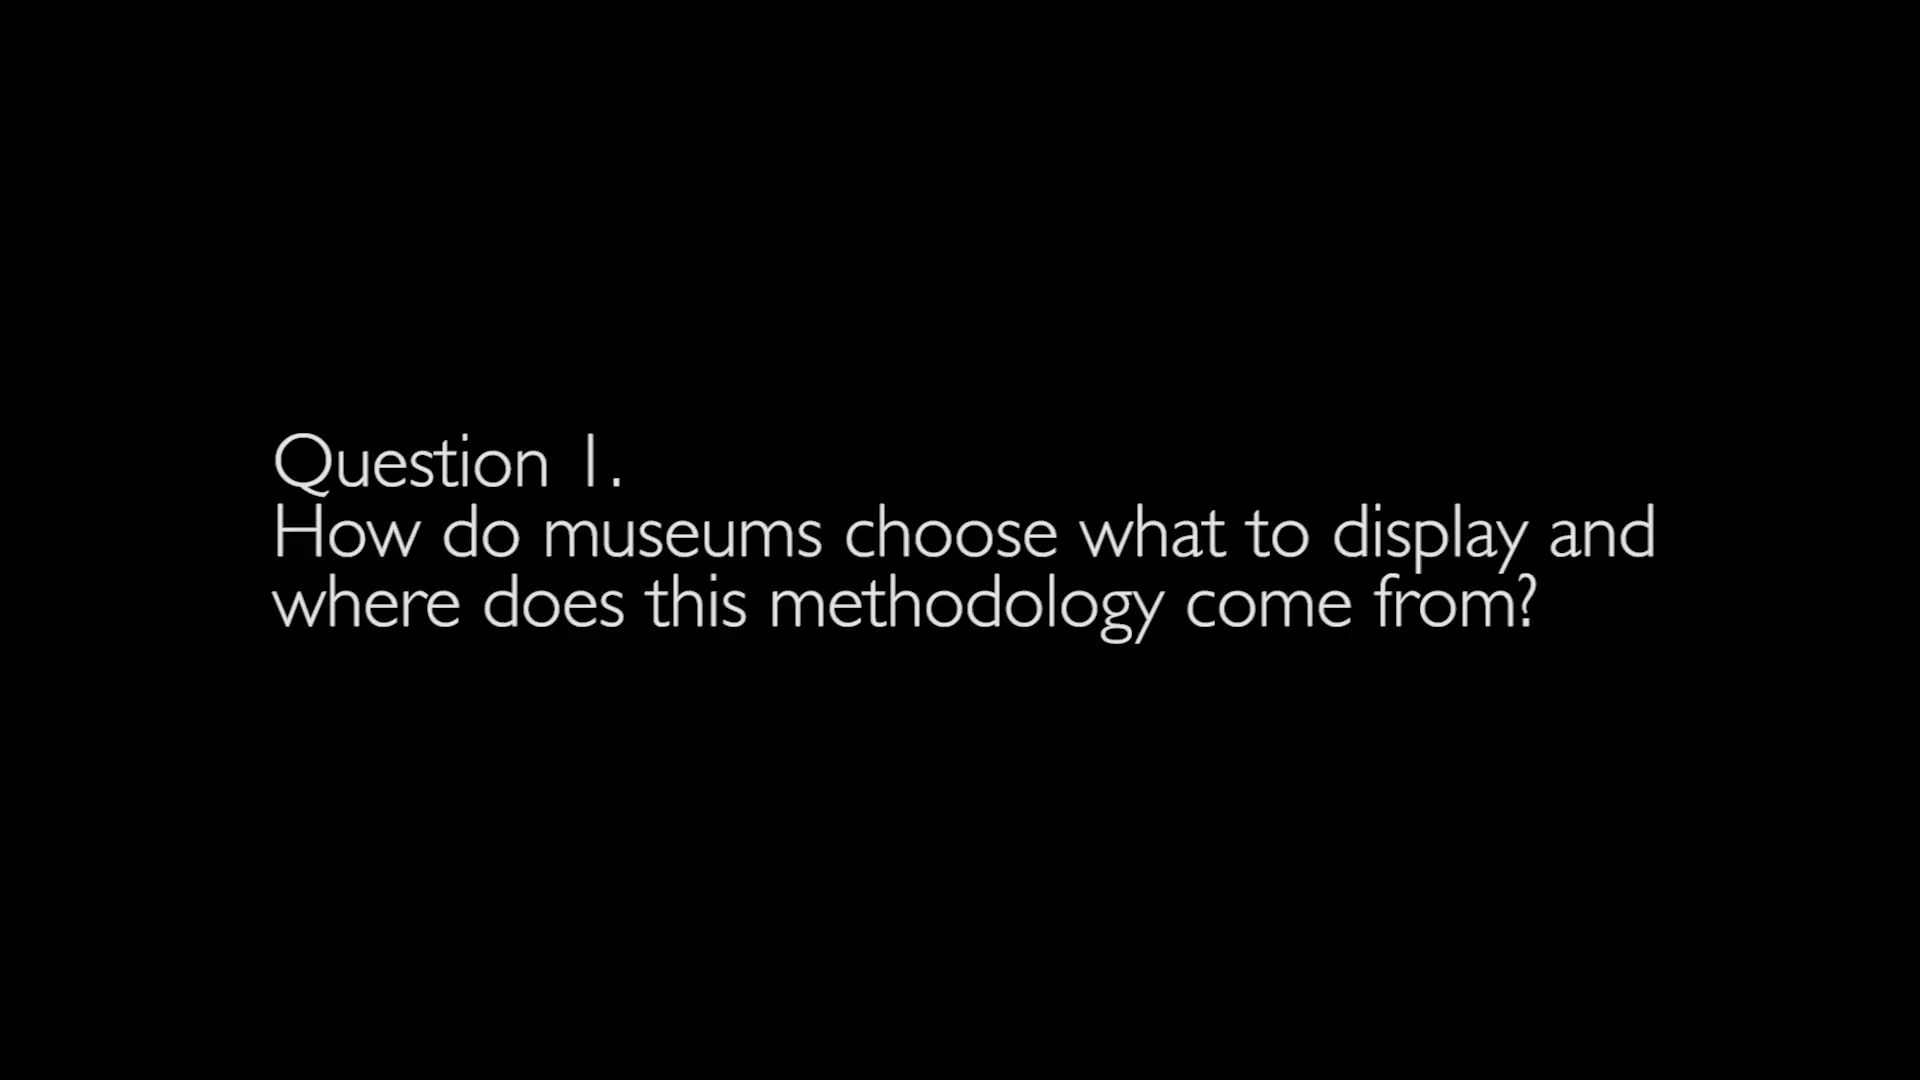 Question 1.
How do museums choose what to display and
where does this methodology come from?